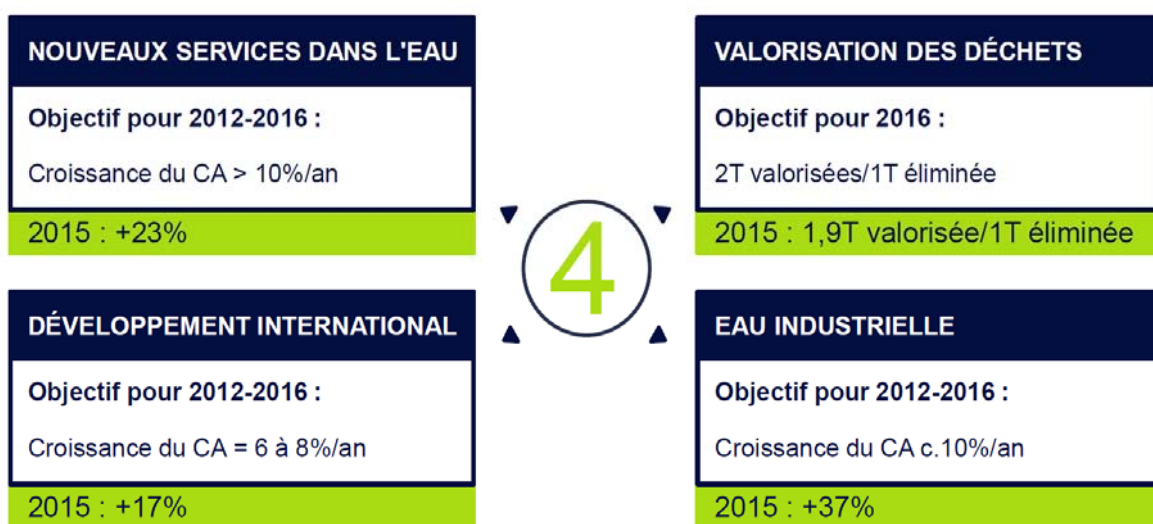 NOUVEAUX SERVICES DANS L'EAU
Objectif pour 2012-2016 :
Croissance du CA > 10%/an
2015 : +23%
VALORISATION DES DÉCHETS
Objectif pour 2016 :
2T valorisées/1T éliminée
2015 : 1,9T valorisée/1T éliminée
4
DÉVELOPPEMENT INTERNATIONAL
Objectif pour 2012-2016 :
Croissance du CA = 6 à 8%/an
2015 : +17%
EAU INDUSTRIELLE
Objectif pour 2012-2016 :
Croissance du CA c.10%/an
2015 : +37%